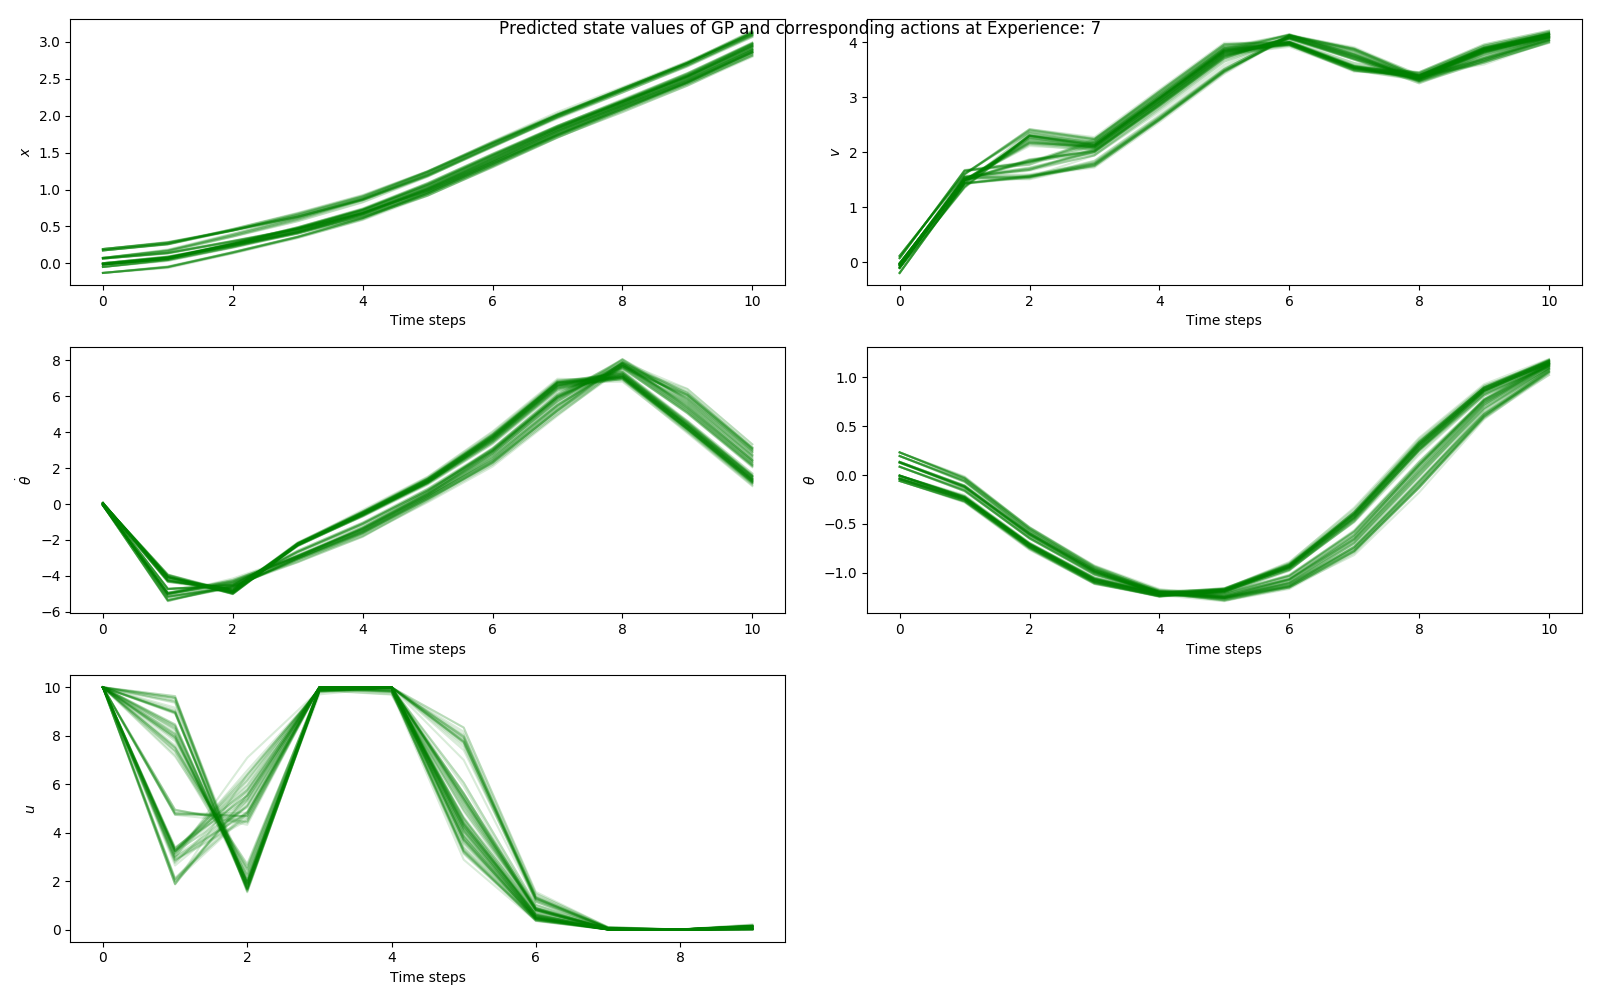 Predicted state values of GP and corresponding actions at Experience: 7
3.0
2.5
2.0
1.5
1.0
0.5
0.0
x
0 2 4 6 8 10
Time steps
4
3
2
1
0
v
0 2 4 6 8 10
Time steps
8
6
4
2
0
−2
−4
−6
θ̇
0 2 4 6 8 10
Time steps
1.0
0.5
0.0
−0.5
−1.0
θ
0 2 4 6 8 10
Time steps
10
8
6
4
2
0
u
0 2 4 6 8
Time steps